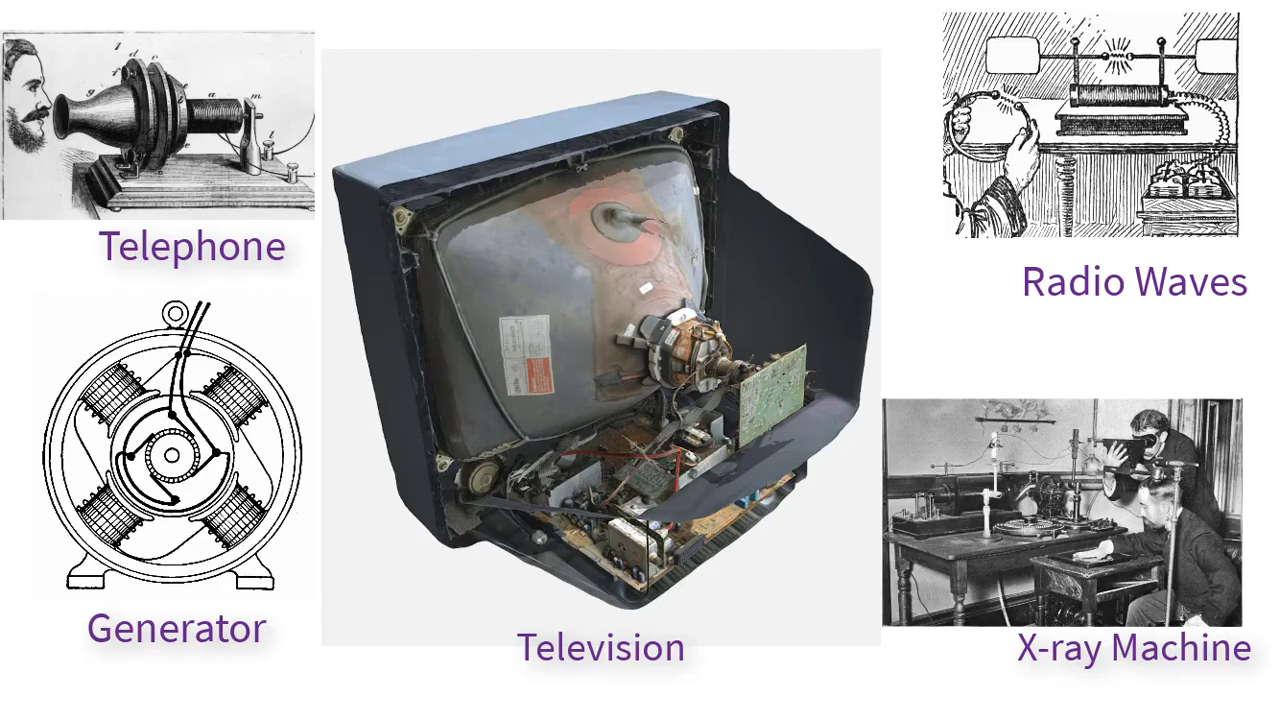 Telephone
Radio Waves
Generator
Television
X-ray Machine